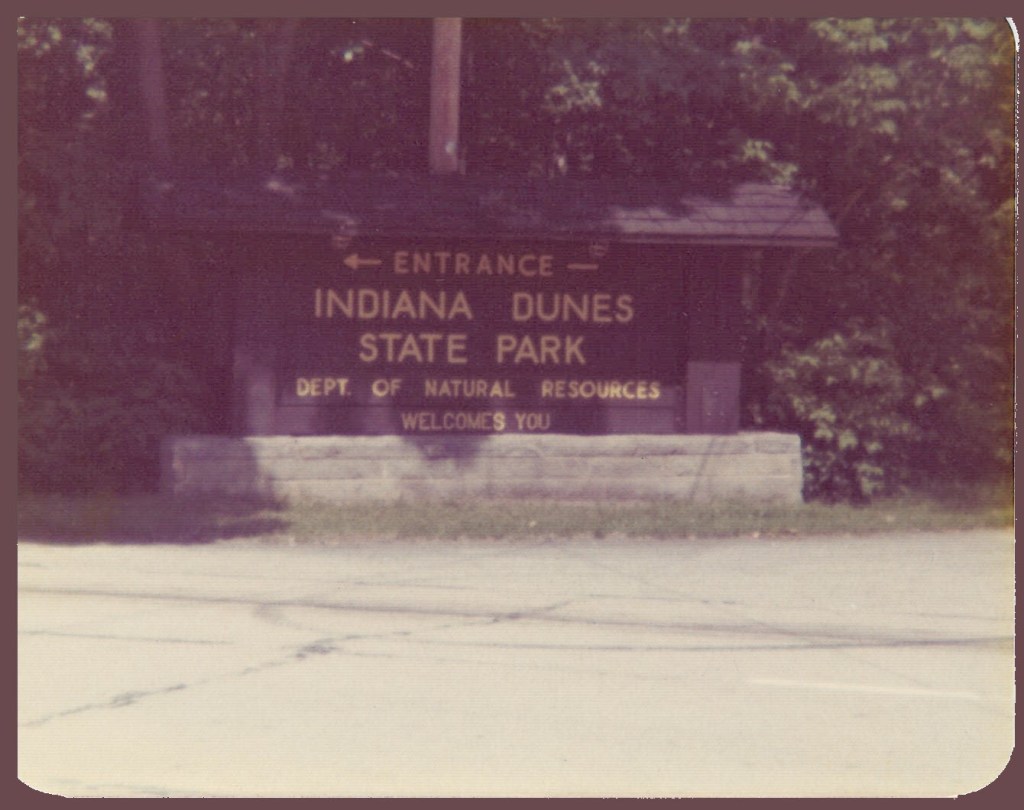 ← ENTRANCE —
INDIANA DUNES
STATE PARK
DEPT. OF NATURAL RESOURCES
WELCOMES YOU